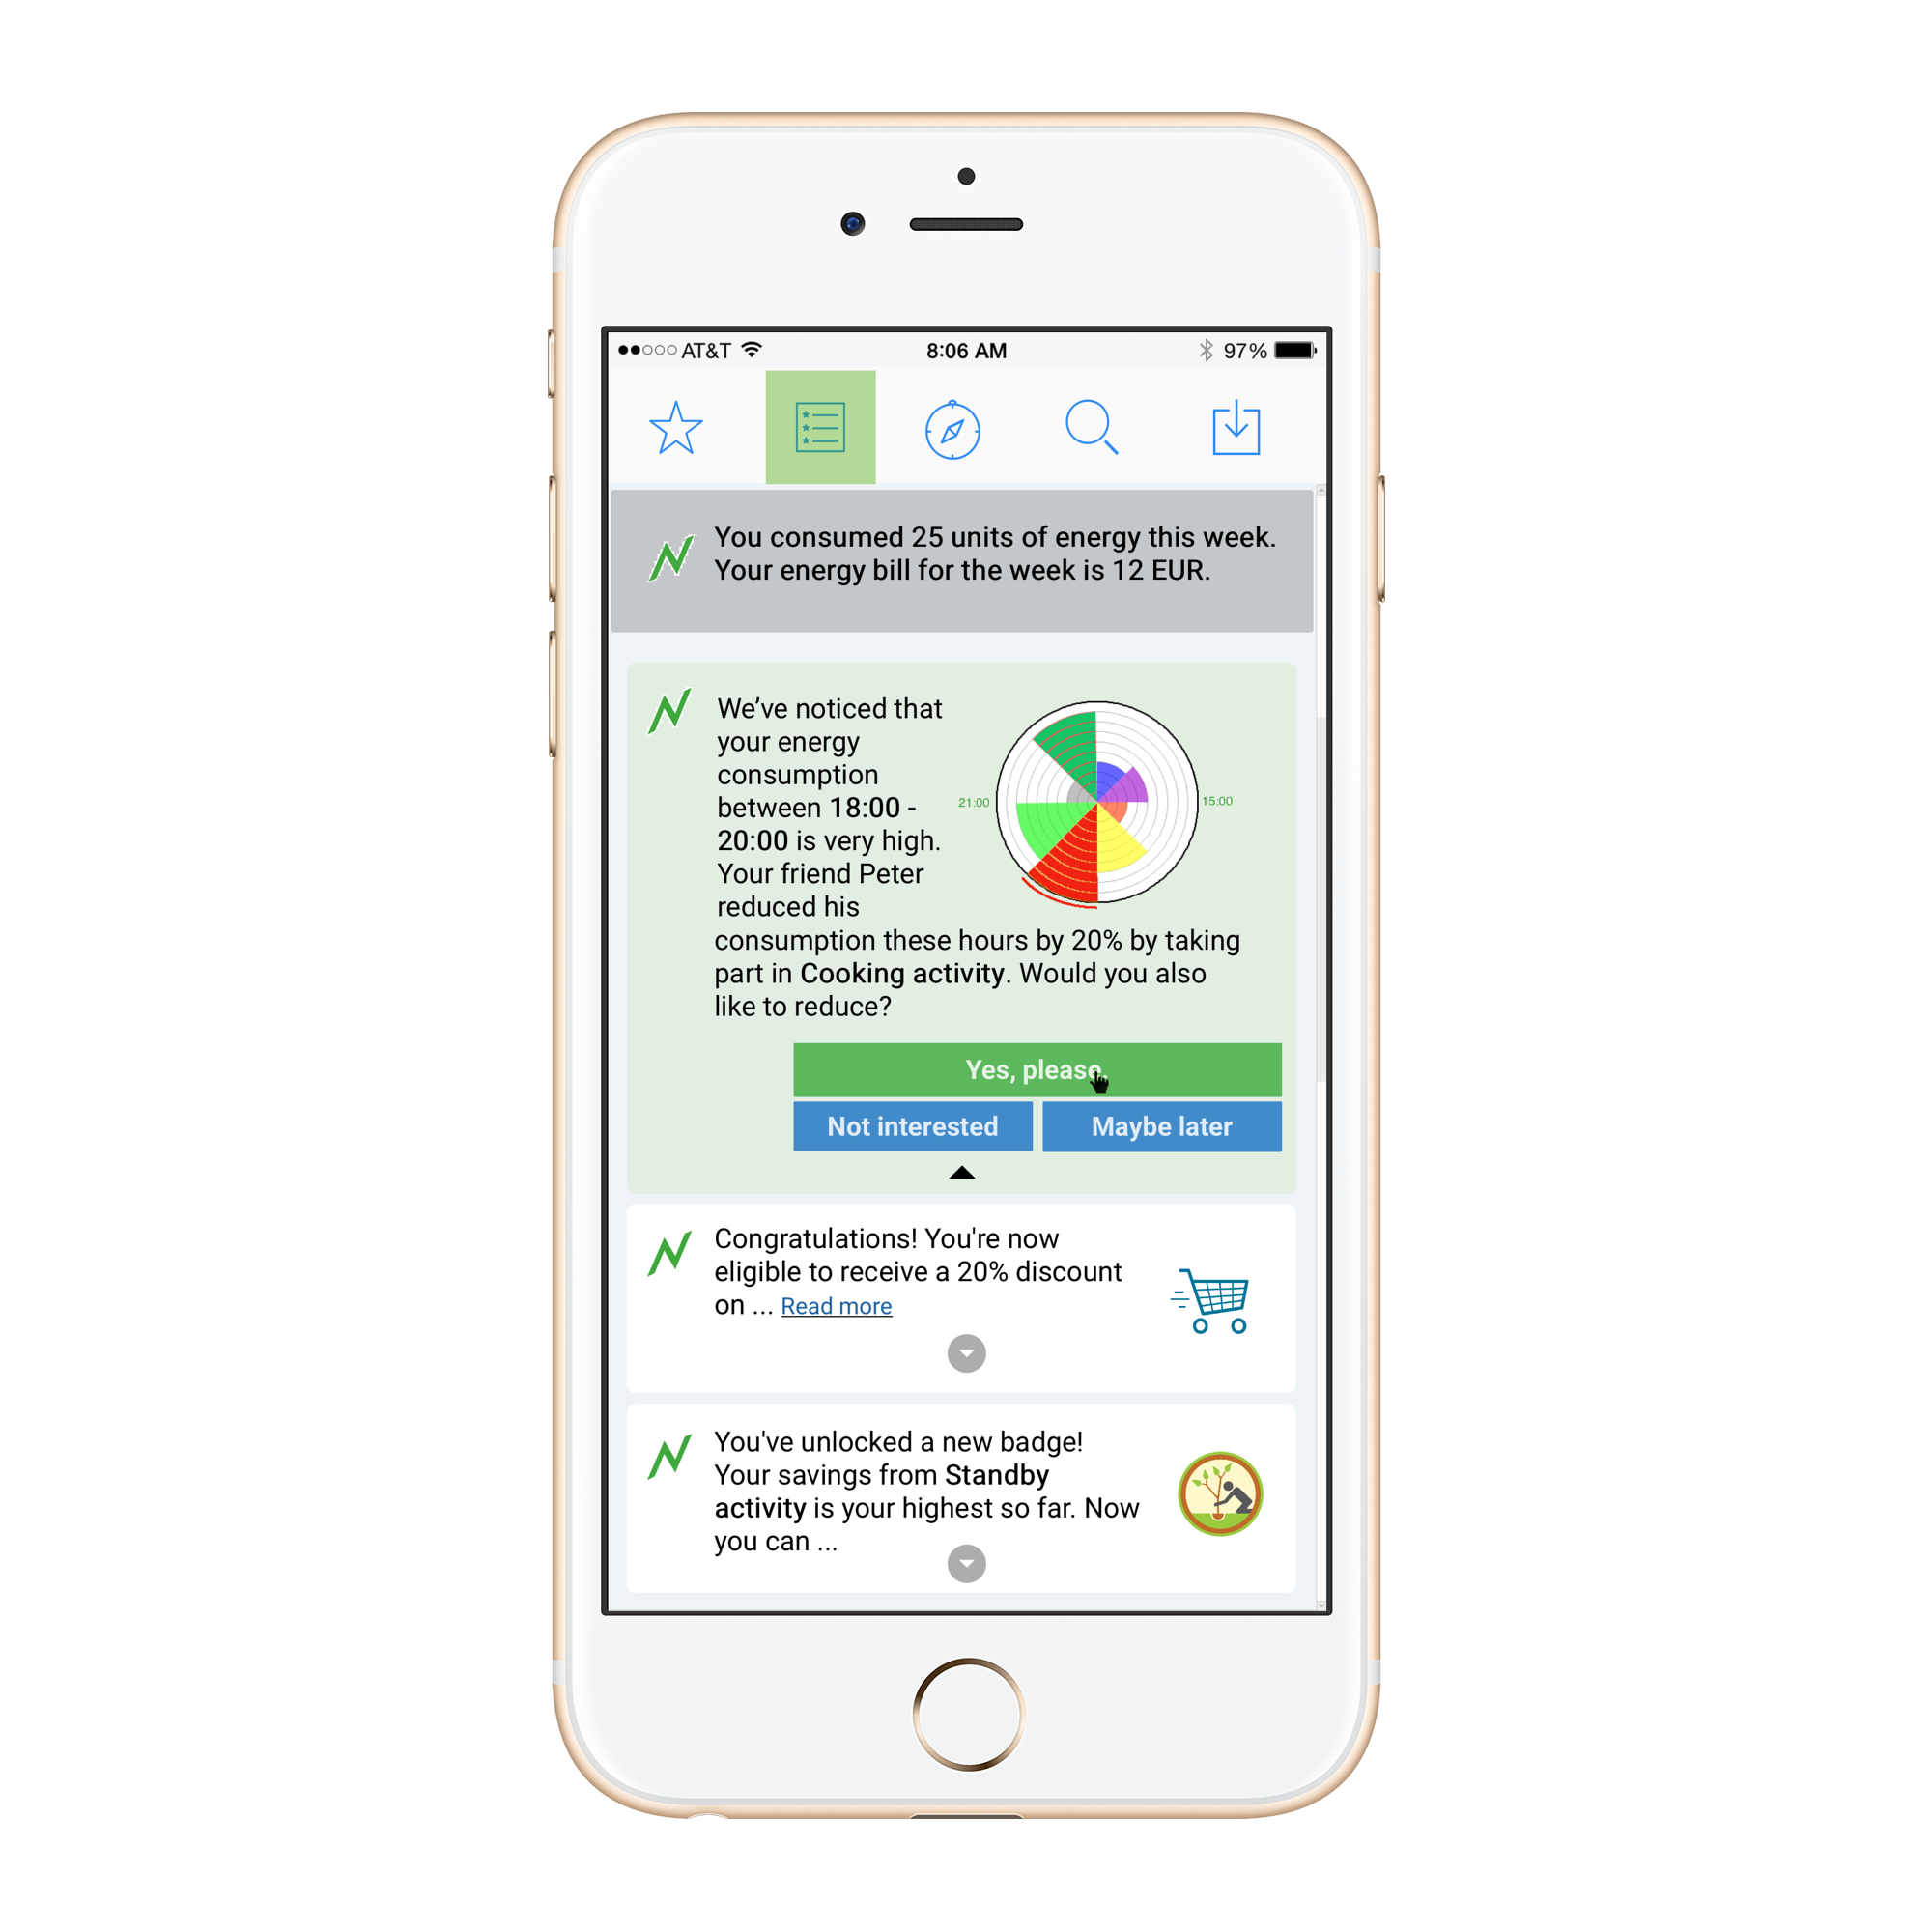 AT&T
8:06 AM
97%
You consumed 25 units of energy this week.
Your energy bill for the week is 12 EUR.
We’ve noticed that
your energy
consumption
between 18:00 -
20:00 is very high.
Your friend Peter
reduced his
consumption these hours by 20% by taking
part in Cooking activity. Would you also
like to reduce?
21:00
15:00
Yes, please.
Not interested
Maybe later
Congratulations! You're now
eligible to receive a 20% discount
on ... Read more
You've unlocked a new badge!
Your savings from Standby
activity is your highest so far. Now
you can ...